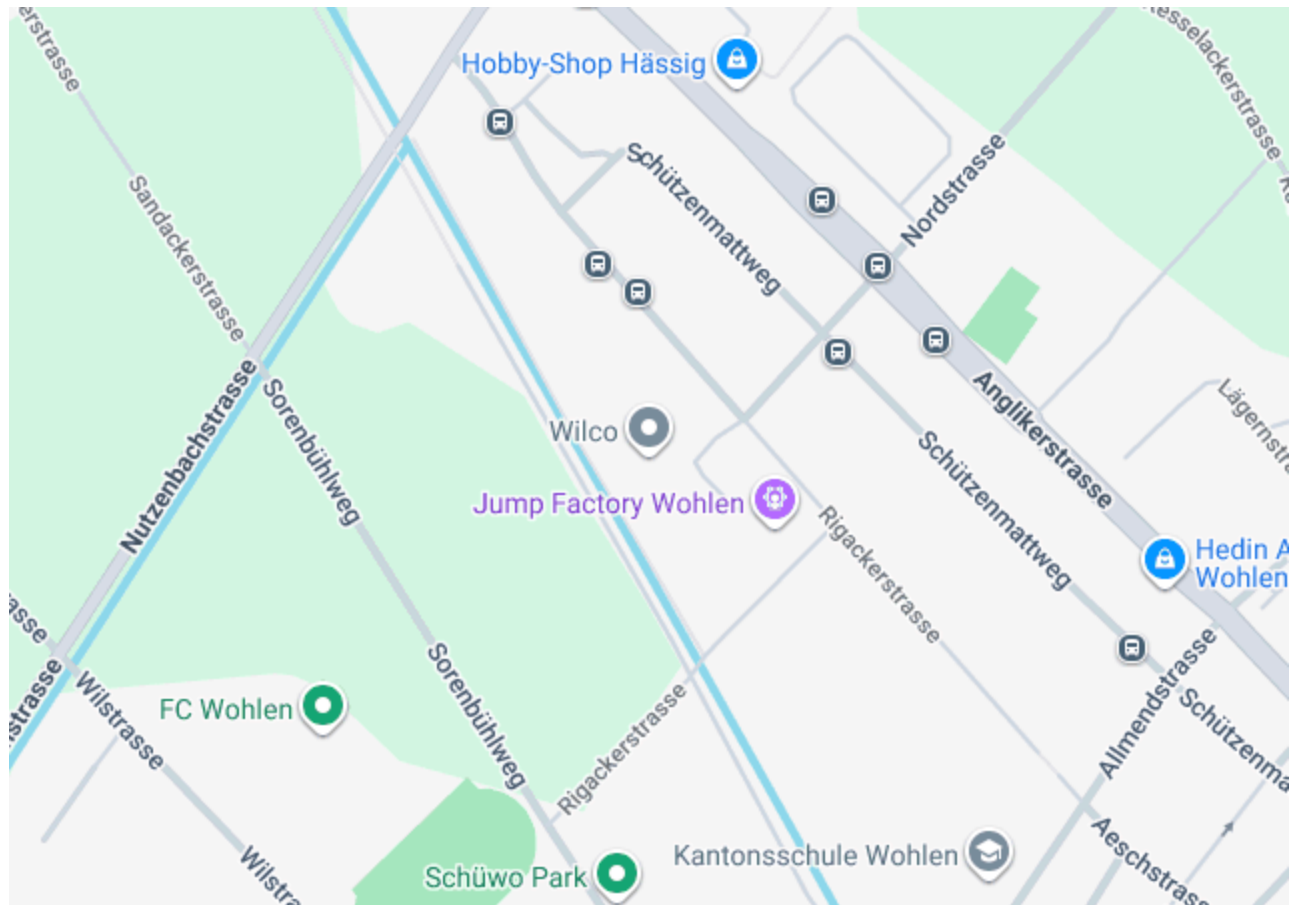 Hobby-Shop Hässig
Sandackerstrasse
Schützenmattweg
Nordstrasse
Nutzenbachstrasse
Sorenbühlweg
Wilco
Anglikerstrasse
Jump Factory Wohlen
Schützenmattweg
Rigackerstrasse
Hedin A
Wohlen
Sorenbühlweg
Wilstrasse
FC Wohlen
Rigackerstrasse
Allmendstrasse
Schützenma
Wilstra
Schüwo Park
Kantonsschule Wohlen
Aeschstrasse